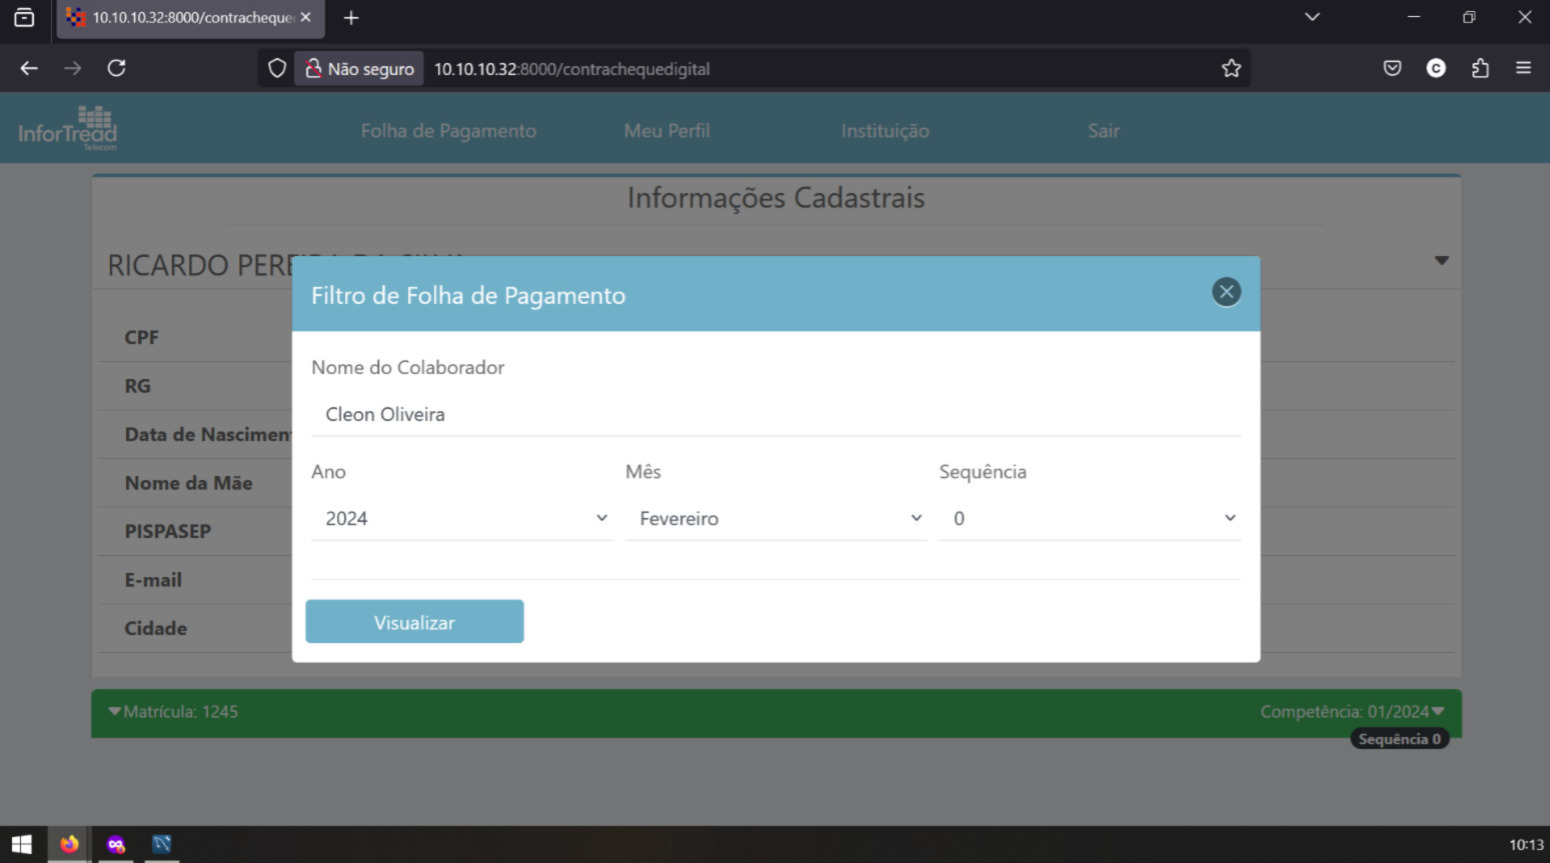 10.10.10.32:8000/contracheque
Não seguro
10.10.10.32:8000/contrachequedigital
InforTread
Telecom
Folha de Pagamento
Meu Perfil
Instituição
Sair
Informações Cadastrais
RICARDO
Filtro de Folha de Pagamento
CPF
Nome do Colaborador
RG
Cleon Oliveira
Data de Nascimen
Ano
Mês
Sequência
Nome da Mãe
2024
Fevereiro
0
PISPASEP
E-mail
Visualizar
Cidade
Matrícula: 1245
Competência: 01/2024
Sequência 0
10:13